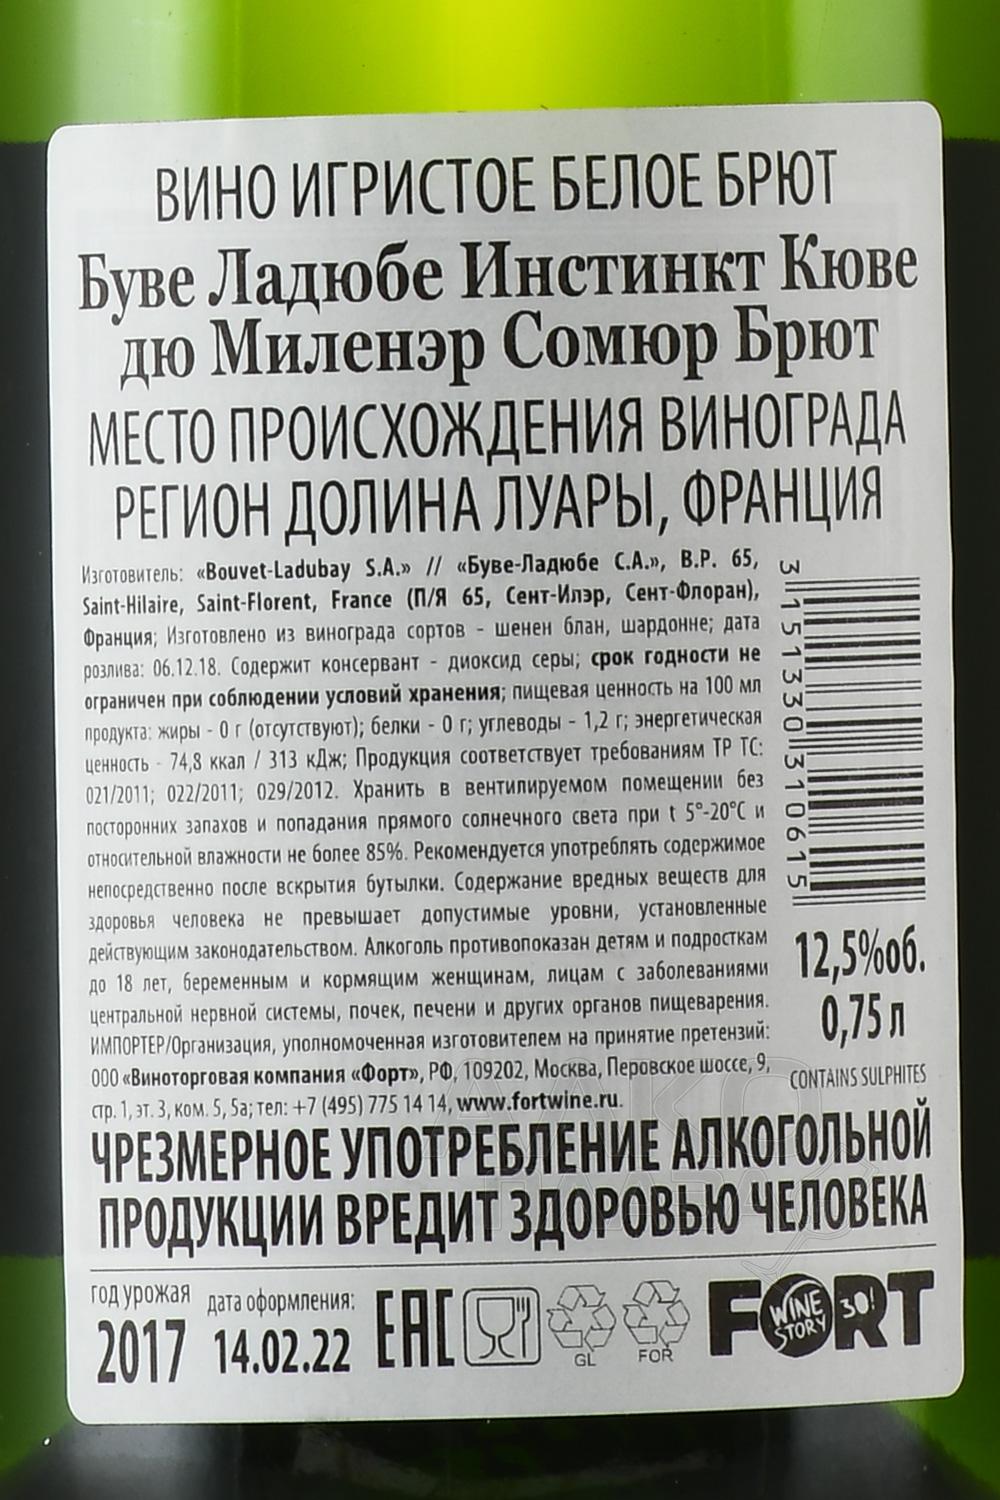 ВИНО ИГРИСТОЕ БЕЛОЕ БРЮТ
Буве Ладюбе Инстинкт Кюве
дю Миленэр Сомюр Брют
МЕСТО ПРОИСХОЖДЕНИЯ ВИНОГРАДА
РЕГИОН ДОЛИНА ЛУАРЫ, ФРАНЦИЯ
Изготовитель: «Bouvet-Ladubay S.A.» // «Буве-Ладюбе С.А.», B.P. 65,
Saint-Hilaire, Saint-Florent, France (П/Я 65, Сент-Илэр, Сент-Флоран),
Франция; Изготовлено из винограда сортов - шенен блан, шардонне; дата
розлива: 06.12.18. Содержит консервант - диоксид серы; срок годности не
ограничен при соблюдении условий хранения; пищевая ценность на 100 мл
продукта: жиры - 0 г (отсутствуют); белки - 0 г; углеводы - 1,2 г; энергетическая
ценность - 74,8 ккал / 313 кДж; Продукция соответствует требованиям ТР ТС:
021/2011; 022/2011; 029/2012. Хранить в вентилируемом помещении без
посторонних запахов и попадания прямого солнечного света при t 5°-20°C и
относительной влажности не более 85%. Рекомендуется употреблять содержимое
непосредственно после вскрытия бутылки. Содержание вредных веществ для
здоровья человека не превышает допустимые уровни, установленные
действующим законодательством. Алкоголь противопоказан детям и подросткам
до 18 лет, беременным и кормящим женщинам, лицам с заболеваниями
центральной нервной системы, почек, печени и других органов пищеварения.
ИМПОРТЕР/Организация, уполномоченная изготовителем на принятие претензий:
ООО «Виноторговая компания «Форт», РФ, 109202, Москва, Перовское шоссе, 9,
стр. 1, эт. 3, ком. 5, 5а; тел: +7 (495) 775 14 14, www.fortwine.ru.
3 151330 310615
12,5%об.
0,75 л
CONTAINS SULPHITES
ЧРЕЗМЕРНОЕ УПОТРЕБЛЕНИЕ АЛКОГОЛЬНОЙ
ПРОДУКЦИИ ВРЕДИТ ЗДОРОВЬЮ ЧЕЛОВЕКА
год урожая
2017
дата оформления:
14.02.22
EAC
GL
FOR
FORT
WINE
STORY
30!